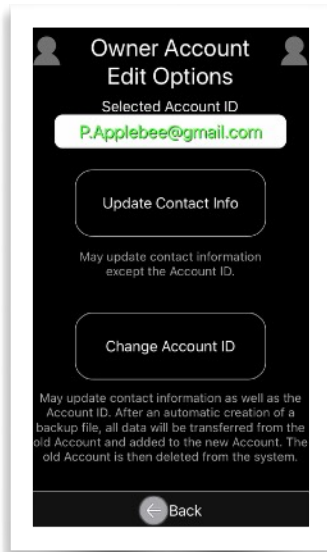 Owner Account
Edit Options
Selected Account ID
P.Applebee@gmail.com
Update Contact Info
May update contact information
except the Account ID.
Change Account ID
May update contact information as well as the
Account ID. After an automatic creation of a
backup file, all data will be transferred from the
old Account and added to the new Account. The
old Account is then deleted from the system.
Back